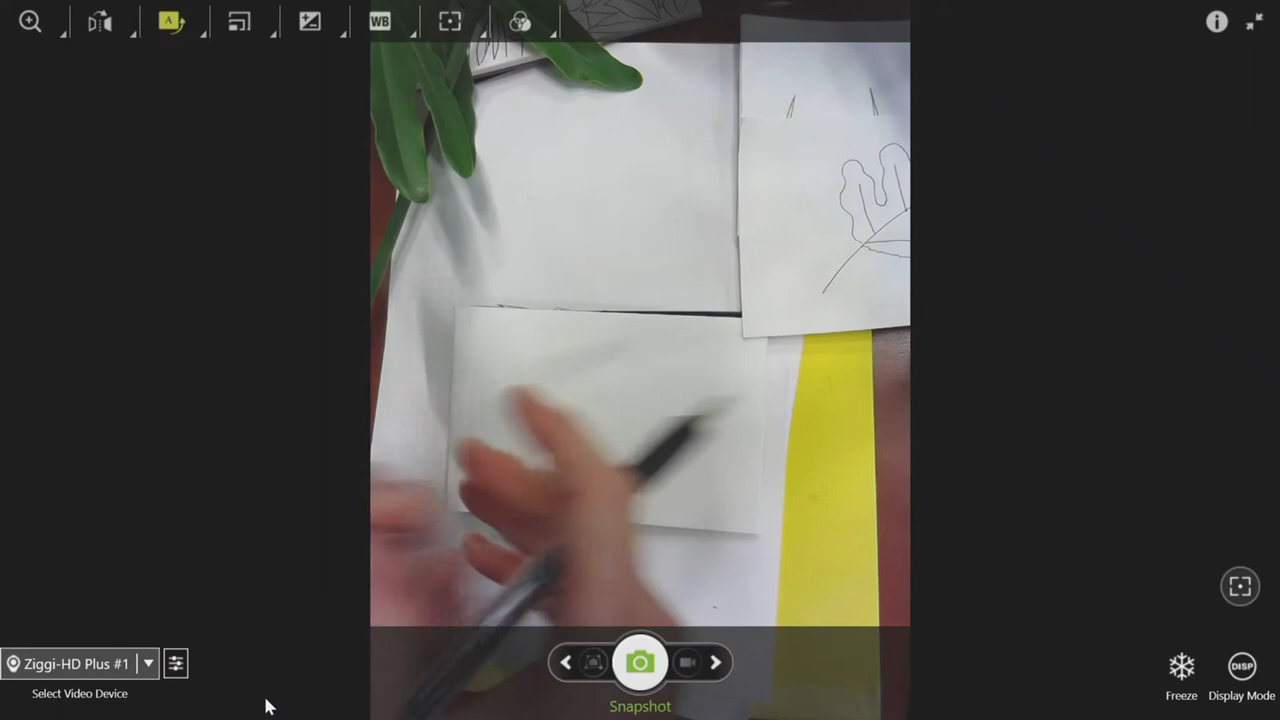 A
WB
i
Ziggi-HD Plus #1
Select Video Device
Snapshot
Freeze
DISP
Display Mode